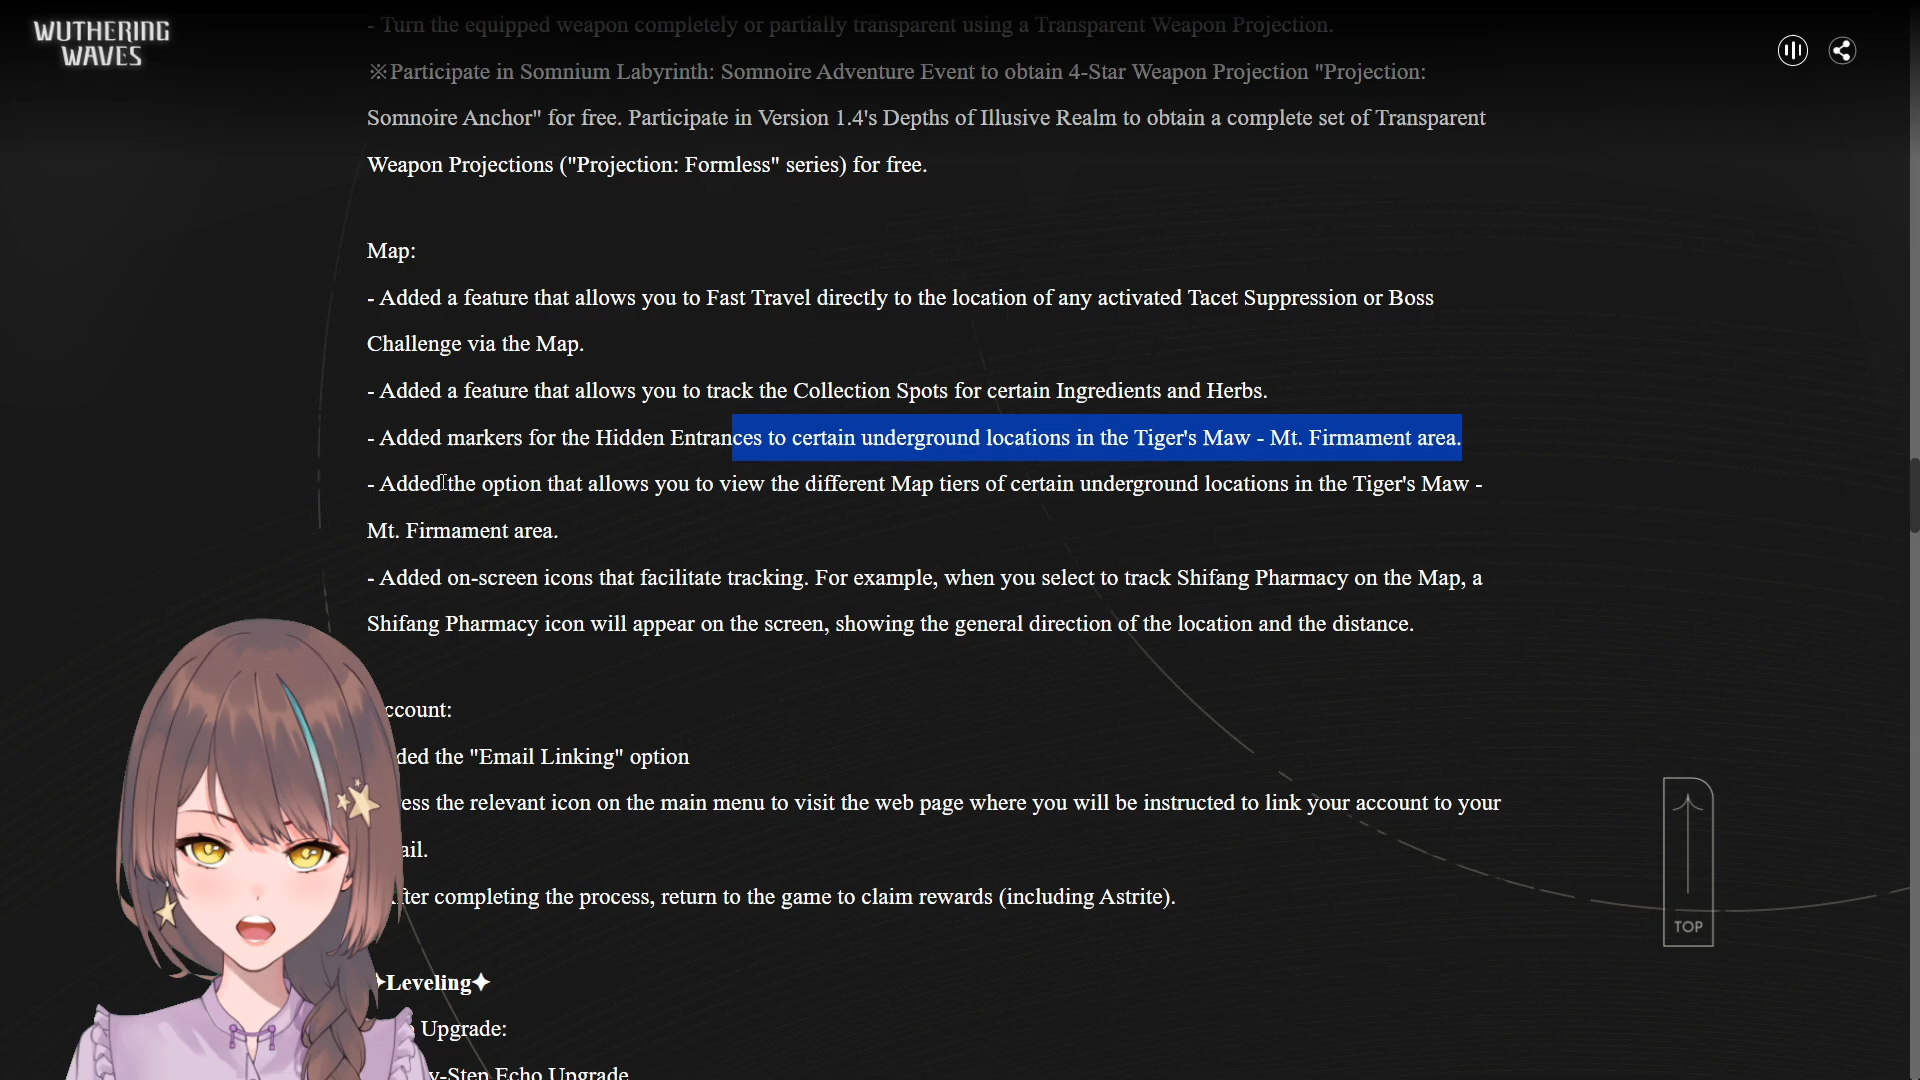 WUTHERING
WAVES
- Turn the equipped weapon completely or partially transparent using a Transparent Weapon Projection.
※Participate in Somnium Labyrinth: Somnoire Adventure Event to obtain 4-Star Weapon Projection "Projection:
Somnoire Anchor" for free. Participate in Version 1.4's Depths of Illusive Realm to obtain a complete set of Transparent
Weapon Projections ("Projection: Formless" series) for free.
Map:
- Added a feature that allows you to Fast Travel directly to the location of any activated Tacet Suppression or Boss
Challenge via the Map.
- Added a feature that allows you to track the Collection Spots for certain Ingredients and Herbs.
- Added markers for the Hidden Entrances to certain underground locations in the Tiger's Maw - Mt. Firmament area.
- Added the option that allows you to view the different Map tiers of certain underground locations in the Tiger's Maw -
Mt. Firmament area.
- Added on-screen icons that facilitate tracking. For example, when you select to track Shifang Pharmacy on the Map, a
Shifang Pharmacy icon will appear on the screen, showing the general direction of the location and the distance.
ccount:
ded the "Email Linking" option
ess the relevant icon on the main menu to visit the web page where you will be instructed to link your account to your
ail.
fter completing the process, return to the game to claim rewards (including Astrite).
✦Leveling✦
Upgrade:
y-Step Echo Upgrade
TOP